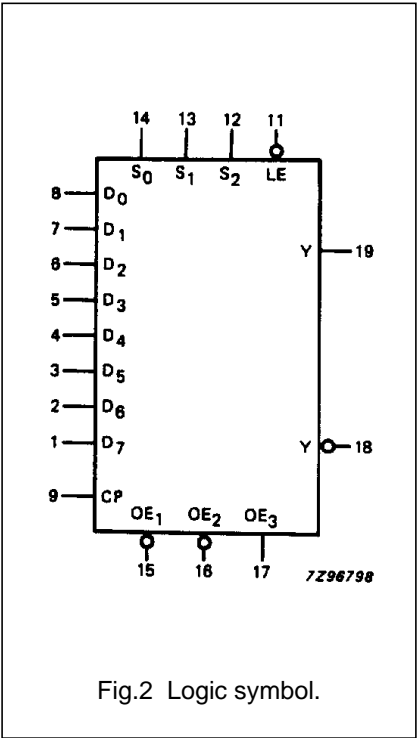 14 13 12 11
S0 S1 S2 LE
8 D0
7 D1
Y 19
6 D2
5 D3
4 D4
3 D5
2 D6
1 D7
Y 18
9 CP
OE1 OE2 OE3
15 16 17
7Z96798
Fig.2 Logic symbol.